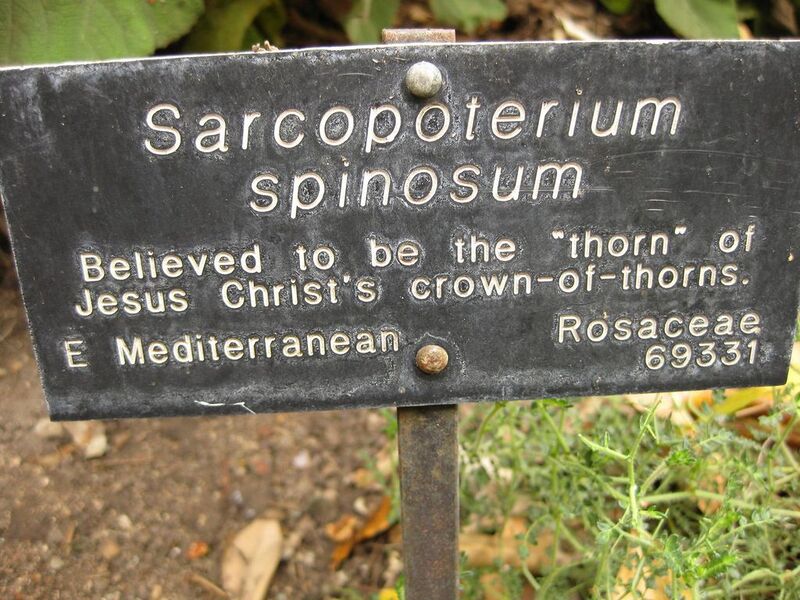 Sarcopoterium
spinosum
Believed to be the "thorn" of
Jesus Christ's crown-of-thorns.
E Mediterranean Rosaceae
69331